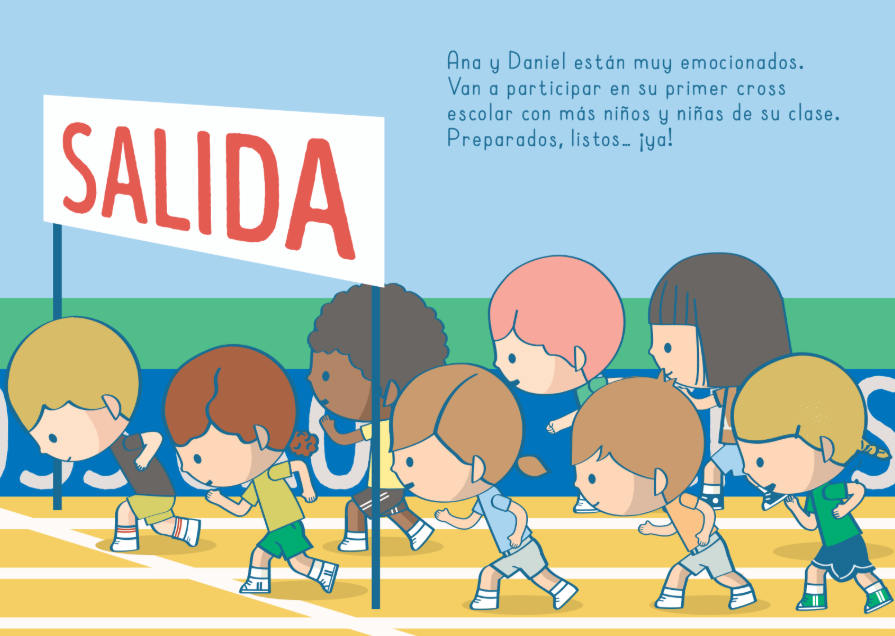 Ana y Daniel están muy emocionados.
Van a participar en su primer cross
escolar con más niños y niñas de su clase.
Preparados, listos... ¡ya!
SALIDA